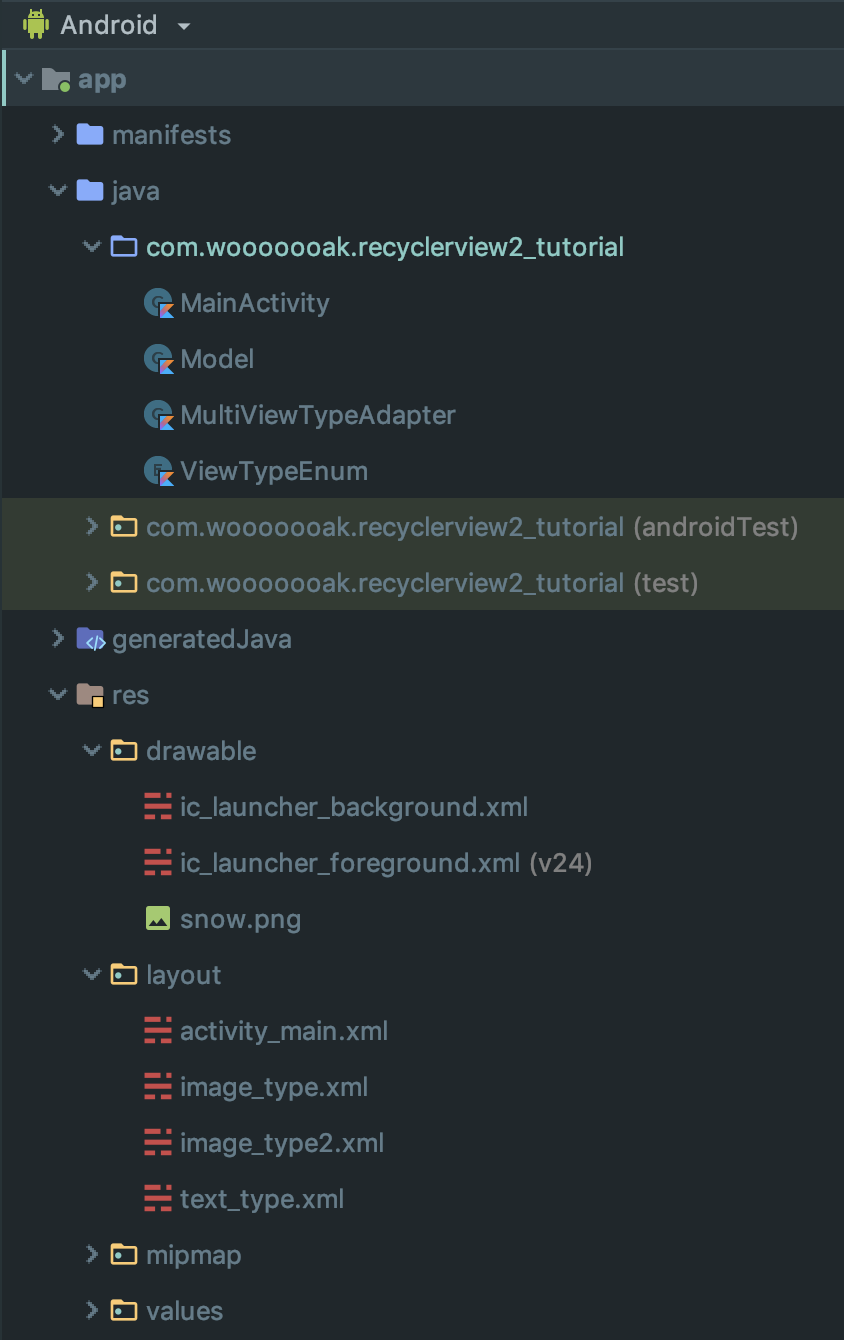 Android
app
manifests
java
com.wooooooak.recyclerview2_tutorial
MainActivity
Model
MultiViewTypeAdapter
ViewTypeEnum
com.wooooooak.recyclerview2_tutorial (androidTest)
com.wooooooak.recyclerview2_tutorial (test)
generatedJava
res
drawable
ic_launcher_background.xml
ic_launcher_foreground.xml (v24)
snow.png
layout
activity_main.xml
image_type.xml
image_type2.xml
text_type.xml
mipmap
values